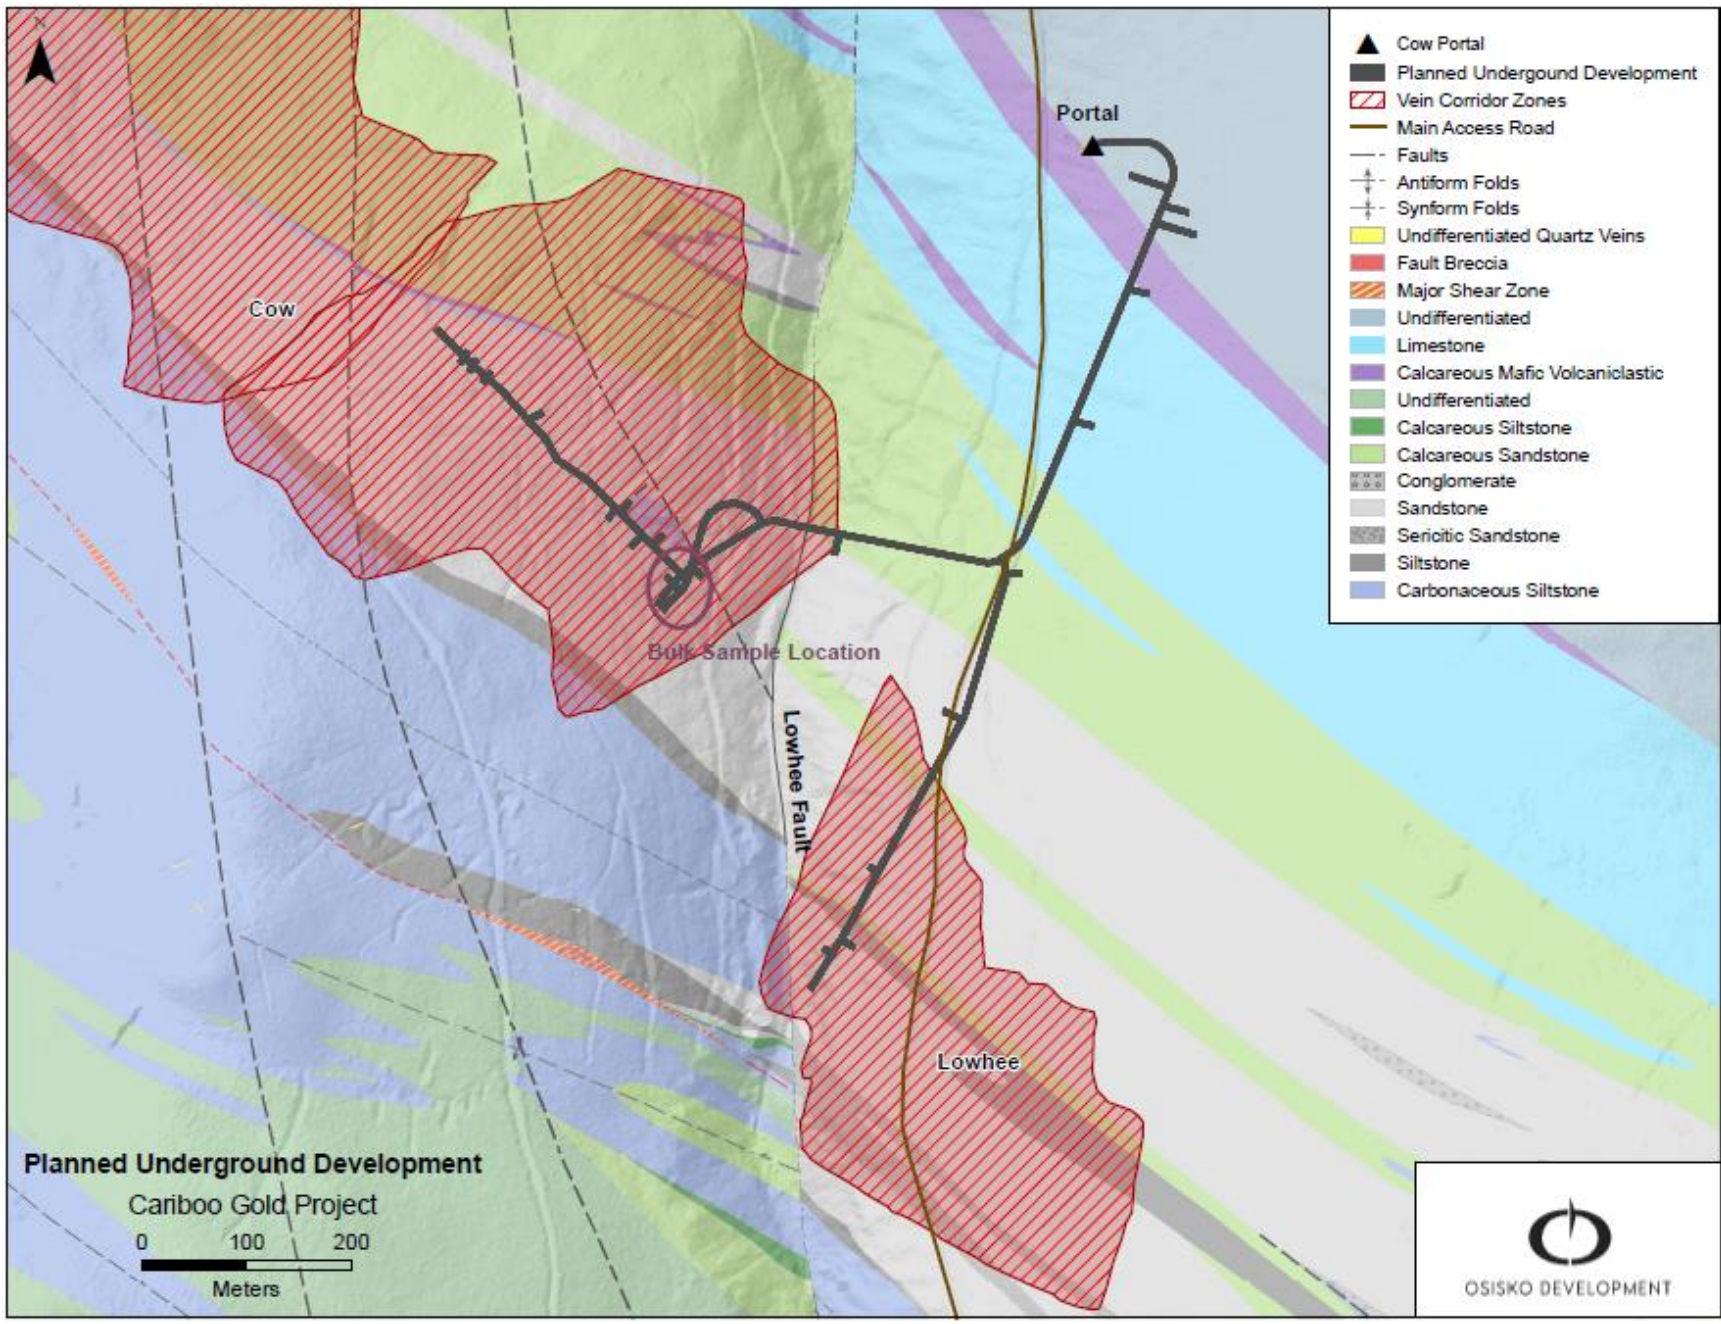 Cow Portal
Planned Undergound Development
Vein Corridor Zones
Main Access Road
Faults
Antiform Folds
Synform Folds
Undifferentiated Quartz Veins
Fault Breccia
Major Shear Zone
Undifferentiated
Limestone
Calcareous Mafic Volcaniclastic
Undifferentiated
Calcareous Siltstone
Calcareous Sandstone
Conglomerate
Sandstone
Sericitic Sandstone
Siltstone
Carbonaceous Siltstone
Portal
Cow
Bulk Sample Location
Lowhee Fault
Lowhee
Planned Underground Development
Cariboo Gold Project
0 100 200
Meters
OSISKO DEVELOPMENT